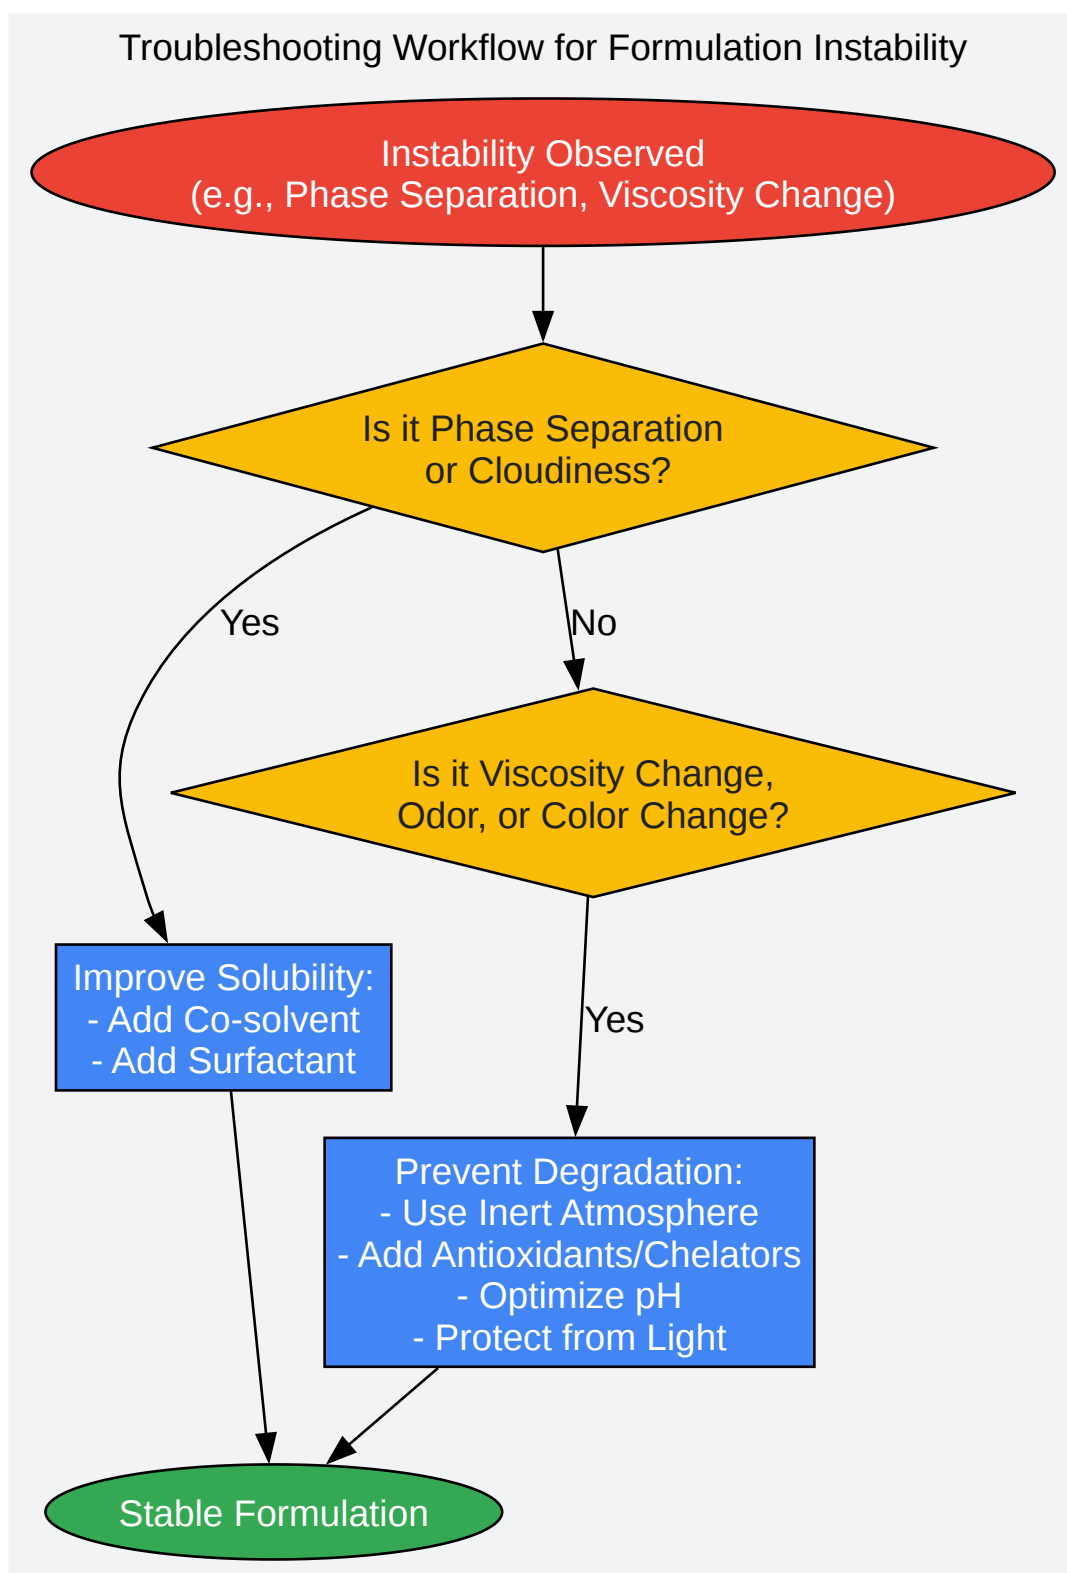 Troubleshooting Workflow for Formulation Instability
Instability Observed
(e.g., Phase Separation, Viscosity Change)
Is it Phase Separation
or Cloudiness?
Yes
No
Is it Viscosity Change,
Odor, or Color Change?
Improve Solubility:
- Add Co-solvent
- Add Surfactant
Yes
Prevent Degradation:
- Use Inert Atmosphere
- Add Antioxidants/Chelators
- Optimize pH
- Protect from Light
Stable Formulation